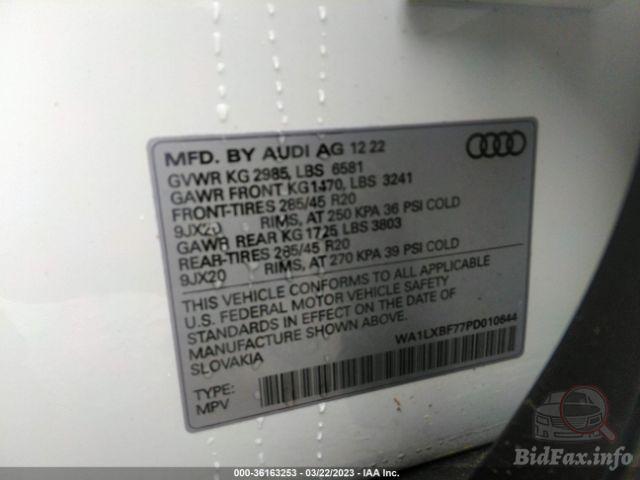 MFD. BY AUDI AG 12 22
GVWR KG 2985, LBS 6581
GAWR FRONT KG1470, LBS 3241
FRONT-TIRES 285/45 R20
9JX20 RIMS, AT 250 KPA 36 PSI COLD
GAWR REAR KG 1725 LBS 3803
REAR-TIRES 285/45 R20
9JX20 RIMS, AT 270 KPA 39 PSI COLD
THIS VEHICLE CONFORMS TO ALL APPLICABLE
U.S. FEDERAL MOTOR VEHICLE SAFETY
STANDARDS IN EFFECT ON THE DATE OF
MANUFACTURE SHOWN ABOVE.
SLOVAKIA
WA1LXBF77PD010844
TYPE:
MPV
000-36163253 - 03/22/2023 - IAA Inc.
BidFax.info